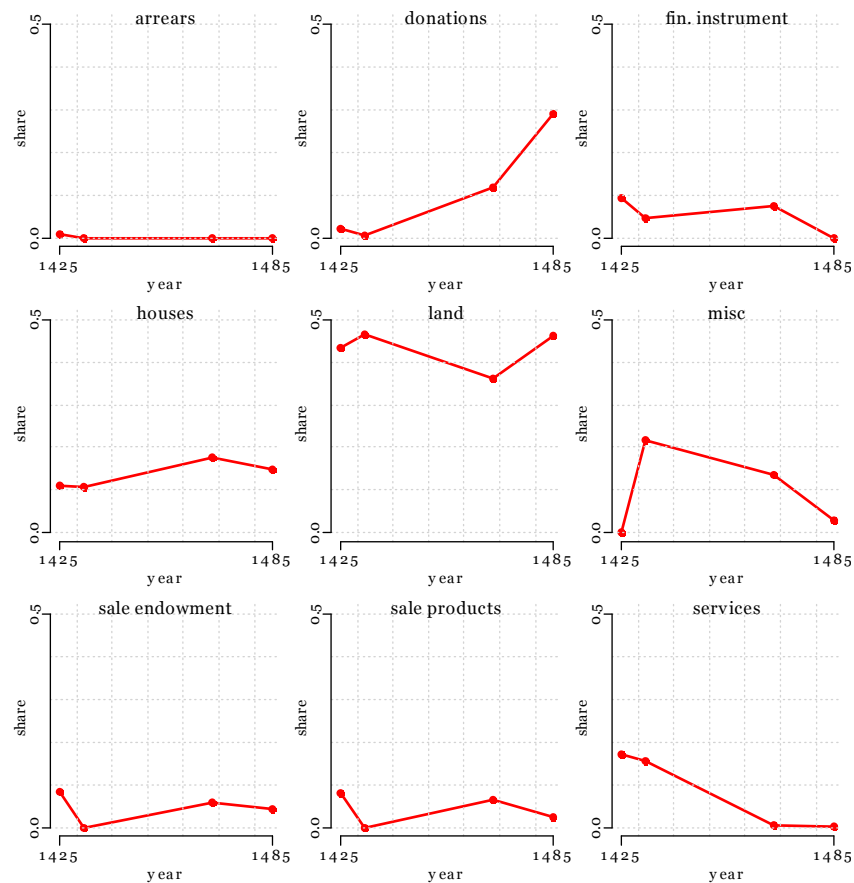 arrears
0.5
share
0.0
1425
1485
year
donations
0.5
share
0.0
1425
1485
year
fin. instrument
0.5
share
0.0
1425
1485
year
houses
0.5
share
0.0
1425
1485
year
land
0.5
share
0.0
1425
1485
year
misc
0.5
share
0.0
1425
1485
year
sale endowment
0.5
share
0.0
1425
1485
year
sale products
0.5
share
0.0
1425
1485
year
services
0.5
share
0.0
1425
1485
year